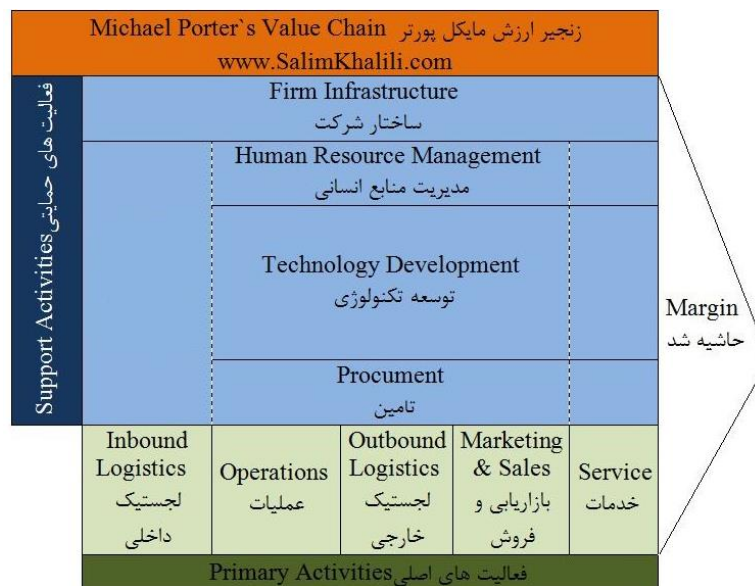 Michael Porter`s Value Chain زنجیر ارزش مایکل پورتر
www.SalimKhalili.com
Support Activities فعالیت های حمایتی
Firm Infrastructure
ساختار شرکت
Human Resource Management
مدیریت منابع انسانی
Technology Development
توسعه تکنولوژی
Procument
تامین
Margin
حاشیه شد
Inbound
Logistics
لجستیک
داخلی
Operations
عملیات
Outbound
Logistics
لجستیک
خارجی
Marketing
& Sales
بازاریابی و
فروش
Service
خدمات
Primary Activities فعالیت های اصلی